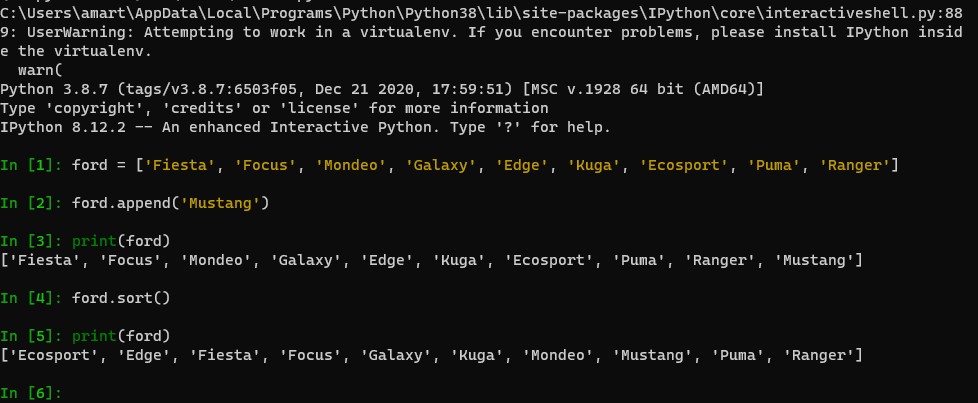 C:\Users\amart\AppData\Local\Programs\Python\Python38\lib\site-packages\IPython\core\interactiveshell.py:88
9: UserWarning: Attempting to work in a virtualenv. If you encounter problems, please install IPython insid
e the virtualenv.
  warn(
Python 3.8.7 (tags/v3.8.7:6503f05, Dec 21 2020, 17:59:51) [MSC v.1928 64 bit (AMD64)]
Type 'copyright', 'credits' or 'license' for more information
IPython 8.12.2 -- An enhanced Interactive Python. Type '?' for help.
In [1]: ford = ['Fiesta', 'Focus', 'Mondeo', 'Galaxy', 'Edge', 'Kuga', 'Ecosport', 'Puma', 'Ranger']
In [2]: ford.append('Mustang')
In [3]: print(ford)
['Fiesta', 'Focus', 'Mondeo', 'Galaxy', 'Edge', 'Kuga', 'Ecosport', 'Puma', 'Ranger', 'Mustang']
In [4]: ford.sort()
In [5]: print(ford)
['Ecosport', 'Edge', 'Fiesta', 'Focus', 'Galaxy', 'Kuga', 'Mondeo', 'Mustang', 'Puma', 'Ranger']
In [6]: